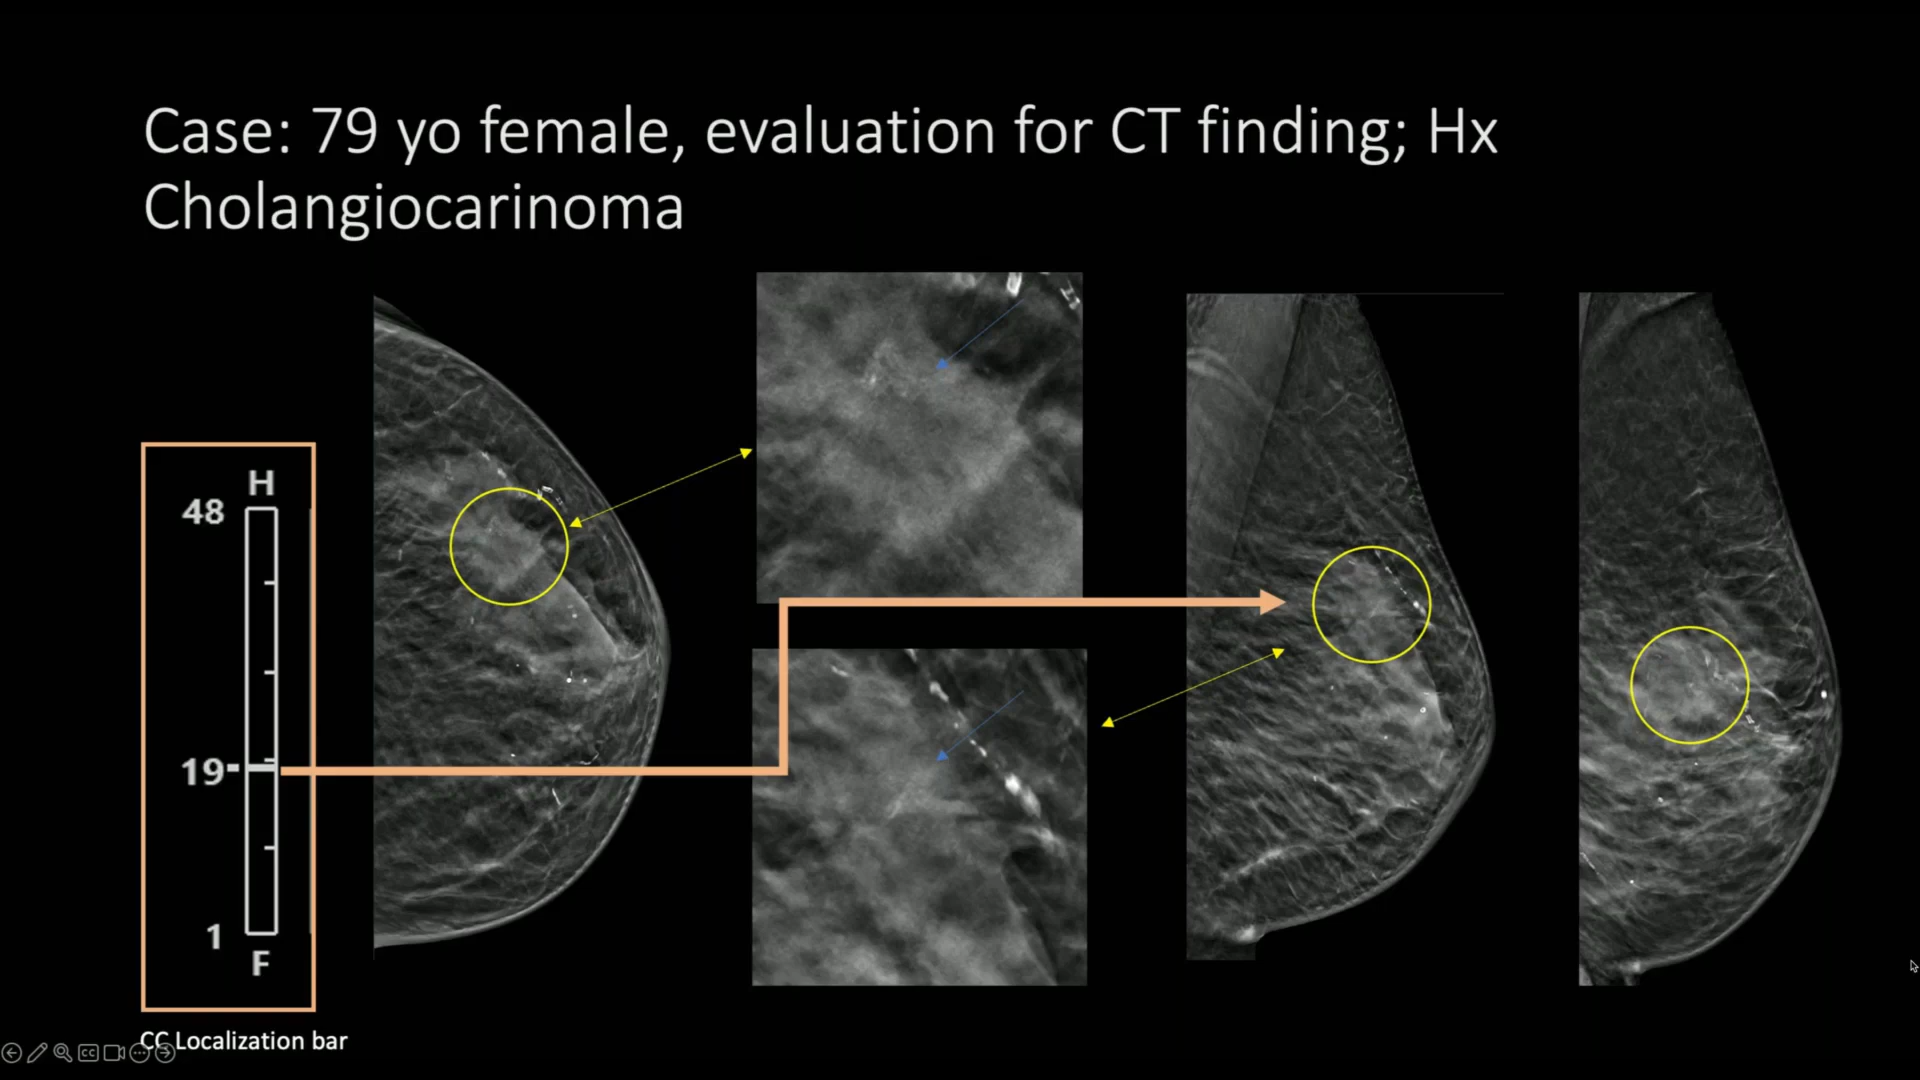 Case: 79 yo female, evaluation for CT finding; Hx
Cholangiocarinoma
H
48
19
1
F
CC Localization bar